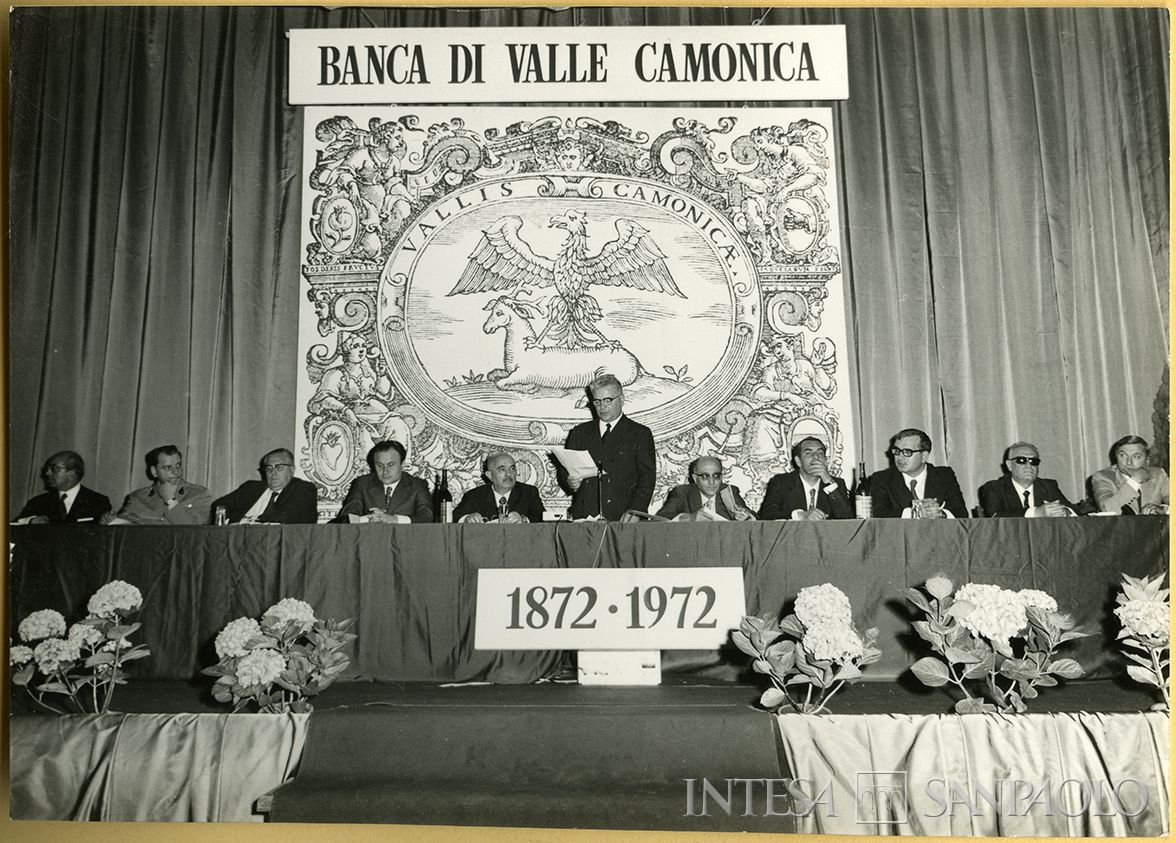 BANCA DI VALLE CAMONICA
VALLIS CAMONICÆ.
1872 · 1972
INTESA SANPAOLO